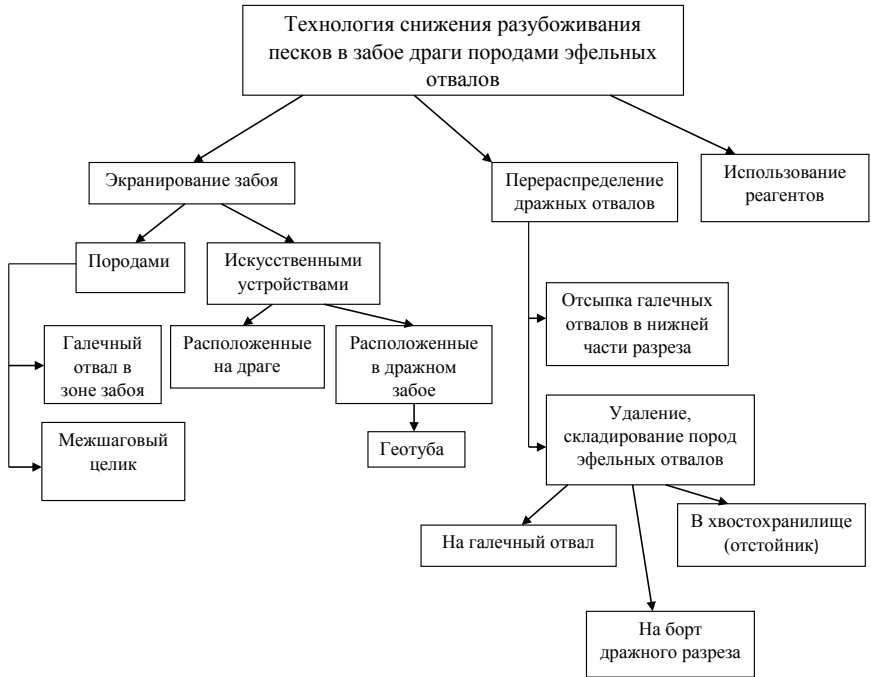 Технология снижения разубоживания
песков в забое драги породами эфельных
отвалов
Экранирование забоя
Перераспределение
дражных отвалов
Использование
реагентов
Породами
Искусственными
устройствами
Галечный
отвал в
зоне забоя
Расположенные
на драге
Расположенные
в дражном
забое
Отсыпка галечных
отвалов в нижней
части разреза
Межшаговый
целик
Геотуба
Удаление,
складирование пород
эфельных отвалов
На галечный отвал
В хвостохранилище
(отстойник)
На борт
дражного разреза